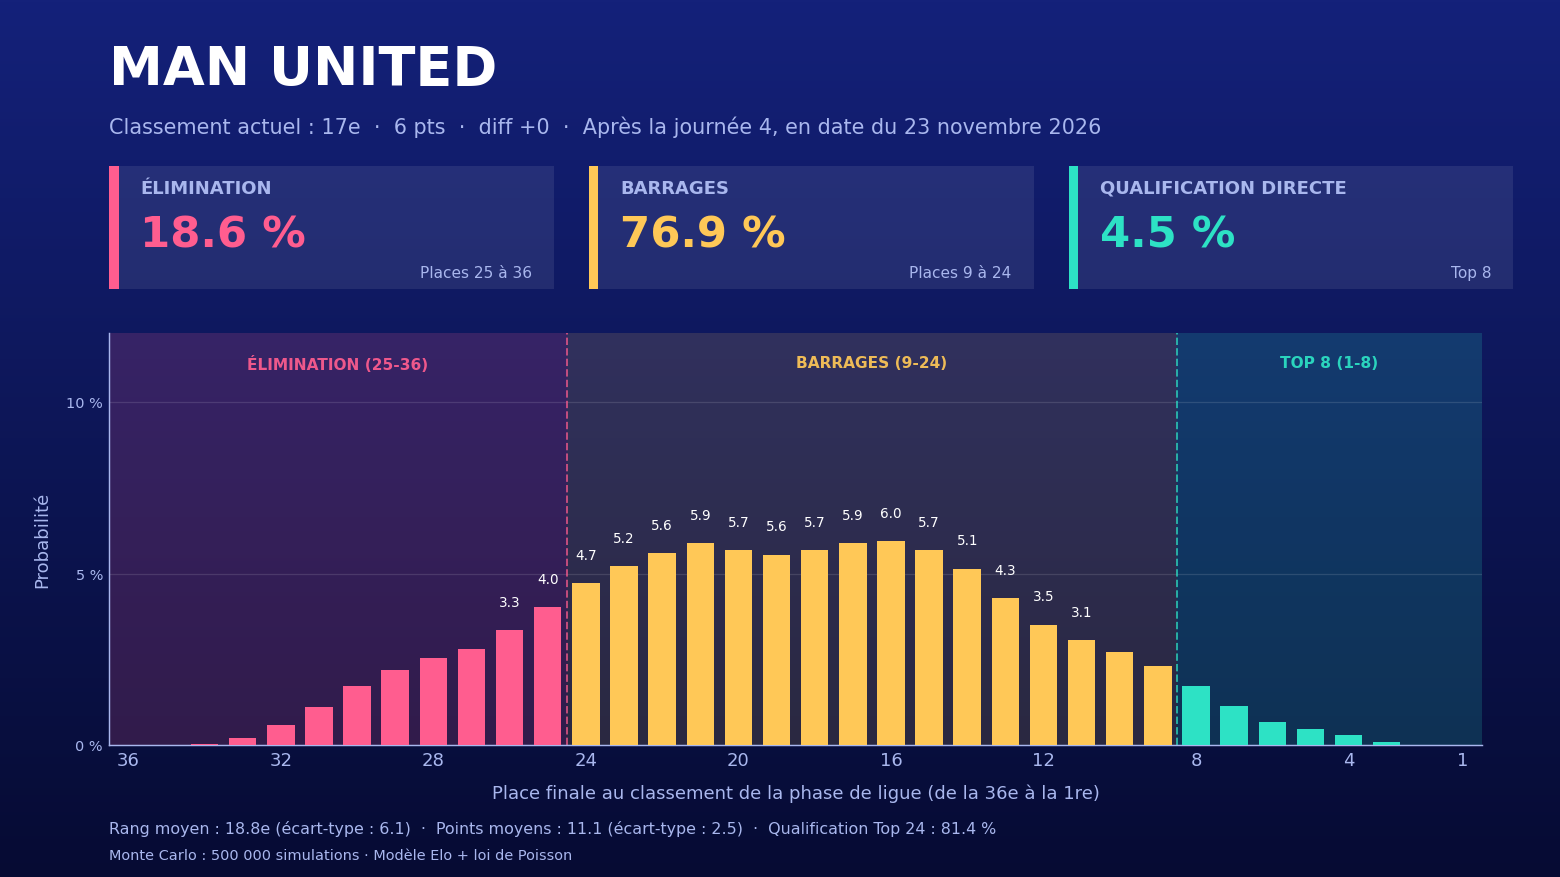 MAN UNITED
Classement actuel : 17e · 6 pts · diff +0 · Après la journée 4, en date du 23 novembre 2026
ÉLIMINATION
18.6 %
Places 25 à 36
BARRAGES
76.9 %
Places 9 à 24
QUALIFICATION DIRECTE
4.5 %
Top 8
ÉLIMINATION (25-36)
BARRAGES (9-24)
TOP 8 (1-8)
10 %
5 %
0 %
Probabilité
3.3
4.0
4.7
5.2
5.6
5.9
5.7
5.6
5.7
5.9
6.0
5.7
5.1
4.3
3.5
3.1
36 32 28 24 20 16 12 8 4 1
Place finale au classement de la phase de ligue (de la 36e à la 1re)
Rang moyen : 18.8e (écart-type : 6.1) · Points moyens : 11.1 (écart-type : 2.5) · Qualification Top 24 : 81.4 %
Monte Carlo : 500 000 simulations · Modèle Elo + loi de Poisson